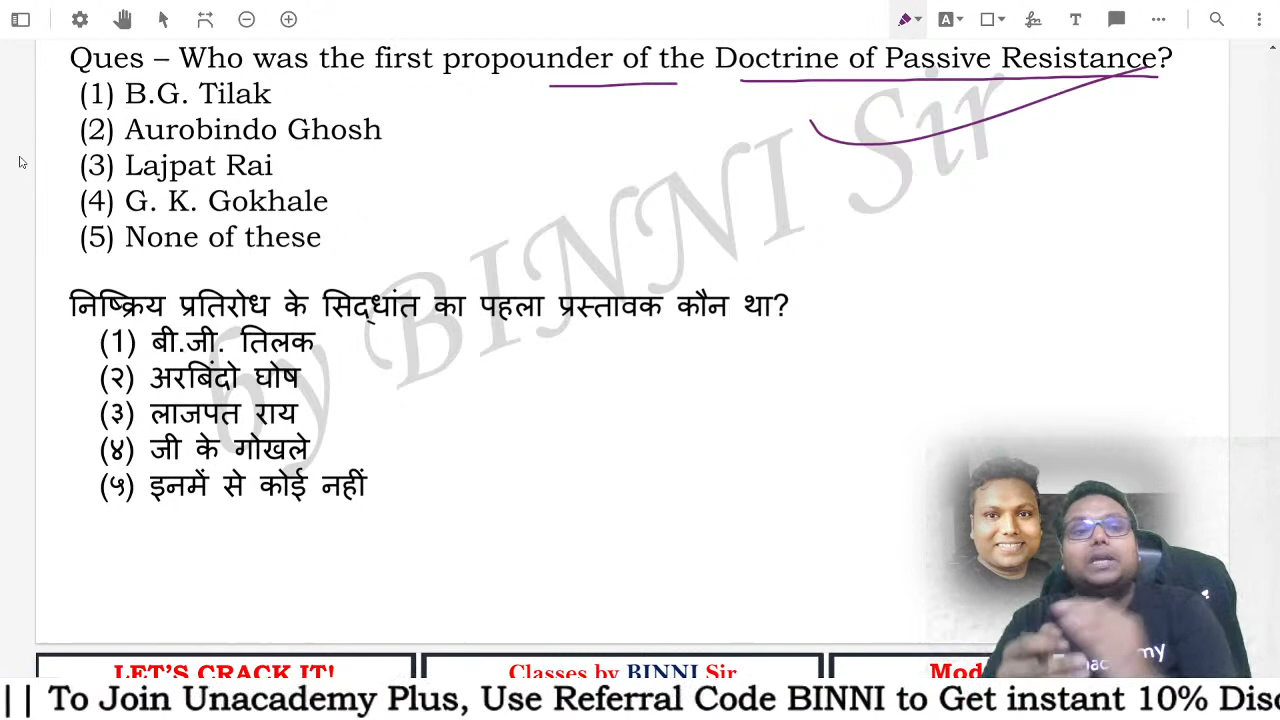 Ques – Who was the first propounder of the Doctrine of Passive Resistance?
(1) B.G. Tilak
(2) Aurobindo Ghosh
(3) Lajpat Rai
(4) G. K. Gokhale
(5) None of these
by BINNI Sir
निष्क्रिय प्रतिरोध के सिद्धांत का पहला प्रस्तावक कौन था?
(1) बी.जी. तिलक
(२) अरबिंदो घोष
(३) लाजपत राय
(४) जी के गोखले
(५) इनमें से कोई नहीं
LET'S CRACK IT!
Classes by BINNI Sir
|| To Join Unacademy Plus, Use Referral Code BINNI to Get instant 10%